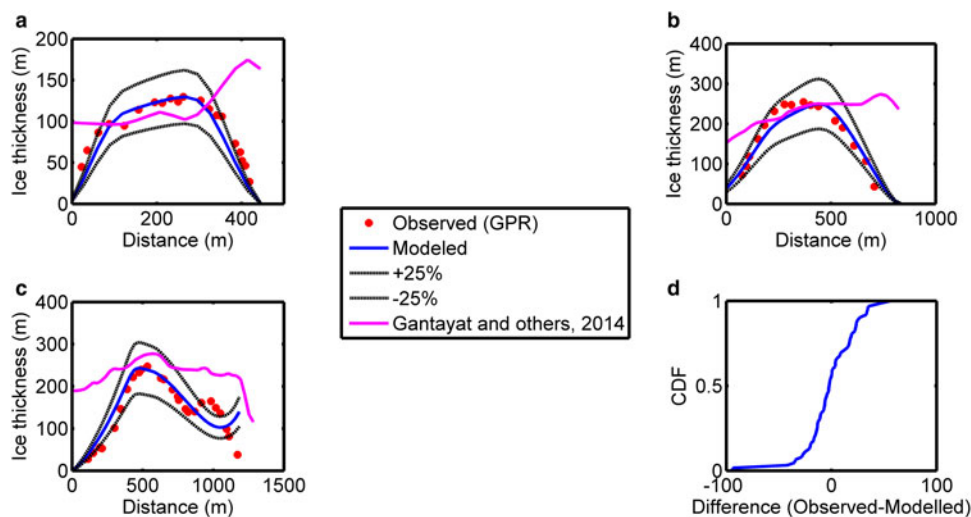 a
200
150
100
50
0
Ice thickness (m)
0 200 400
Distance (m)
b
400
300
200
100
0
Ice thickness (m)
0 500 1000
Distance (m)
Observed (GPR)
Modeled
+25%
-25%
Gantayat and others, 2014
c
400
300
200
100
0
Ice thickness (m)
0 500 1000 1500
Distance (m)
d
1
0.5
0
CDF
-100 0 100
Difference (Observed-Modelled)